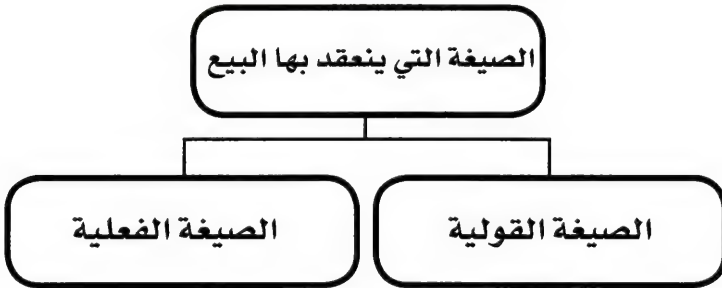 الصيغة التي ينعقد بها البيع
الصيغة القولية
الصيغة الفعلية